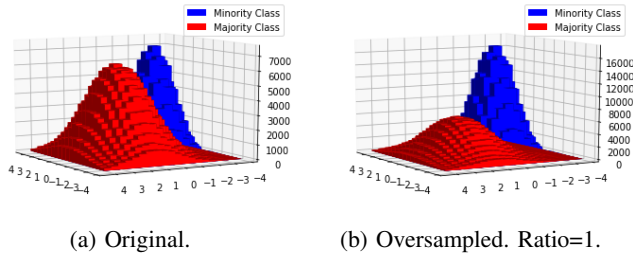 Minority Class
Majority Class
7000
6000
5000
4000
3000
2000
1000
0
4 3 2 1 0 −1 −2 −3 −4
4 3 2 1 0 −1 −2 −3 −4
(a) Original.
Minority Class
Majority Class
16000
14000
12000
10000
8000
6000
4000
2000
0
4 3 2 1 0 −1 −2 −3 −4
4 3 2 1 0 −1 −2 −3 −4
(b) Oversampled. Ratio=1.